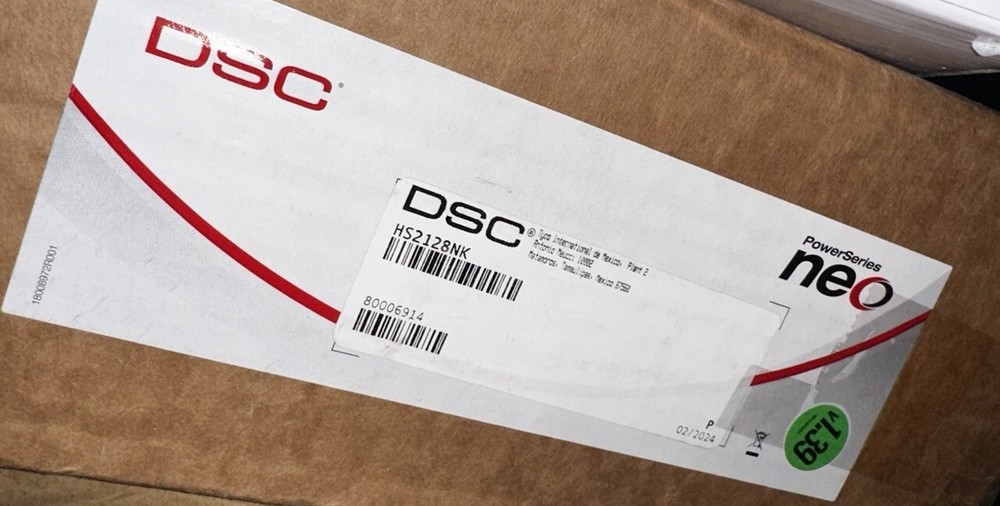 DSC®
DSC®
Tyco International de Mexico, Plant 2
Antonio Meucci 1000E
Matamoros, Tamaulipas, Mexico 87560
HS2128NK
80006914
PowerSeries
neo
P
02/2024
v1.39
18008972R001